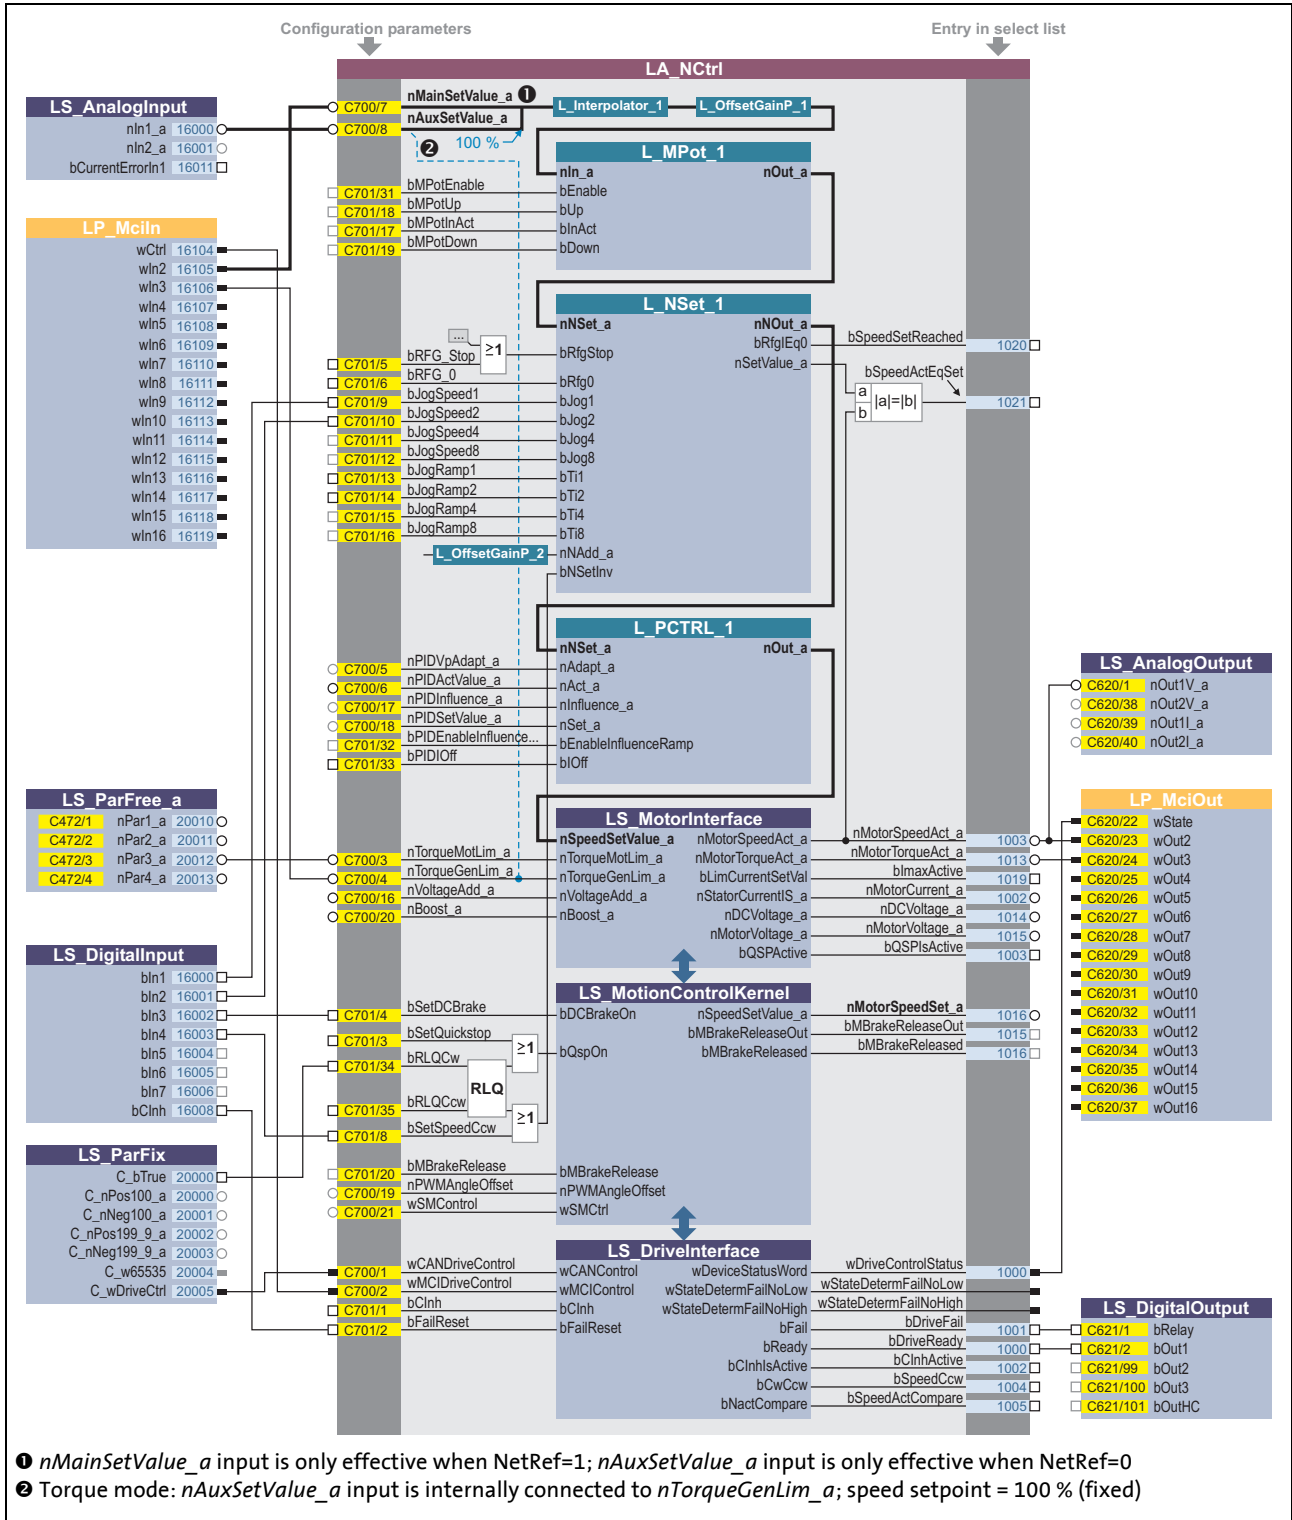 Configuration parameters
Entry in select list
LA_NCtrl
LS_AnalogInput
nIn1_a 16000
nIn2_a 16001
bCurrentErrorIn1 16011
C700/7 nMainSetValue_a ❶
C700/8 nAuxSetValue_a
❷ 100 %
L_Interpolator_1
L_OffsetGainP_1
L_MPot_1
nIn_a nOut_a
C701/31 bMPotEnable bEnable
C701/18 bMPotUp bUp
C701/17 bMPotInAct bInAct
C701/19 bMPotDown bDown
LP_MciIn
wCtrl 16104
wIn2 16105
wIn3 16106
wIn4 16107
wIn5 16108
wIn6 16109
wIn7 16110
wIn8 16111
wIn9 16112
wIn10 16113
wIn11 16114
wIn12 16115
wIn13 16116
wIn14 16117
wIn15 16118
wIn16 16119
L_NSet_1
nNSet_a nNOut_a
bRfgIEq0 bSpeedSetReached 1020
... ≥1 bRfgStop
nSetValue_a
bSpeedActEqSet 1021
a
b
|a|=|b|
C701/5 bRFG_Stop
C701/6 bRFG_0 bRfg0
C701/9 bJogSpeed1 bJog1
C701/10 bJogSpeed2 bJog2
C701/11 bJogSpeed4 bJog4
C701/12 bJogSpeed8 bJog8
C701/13 bJogRamp1 bTi1
C701/14 bJogRamp2 bTi2
C701/15 bJogRamp4 bTi4
C701/16 bJogRamp8 bTi8
L_OffsetGainP_2 nNAdd_a
bNSetInv
L_PCTRL_1
nNSet_a nOut_a
C700/5 nPIDVpAdapt_a nAdapt_a
C700/6 nPIDActValue_a nAct_a
C700/17 nPIDInfluence_a nInfluence_a
C700/18 nPIDSetValue_a nSet_a
C701/32 bPIDEnableInfluence... bEnableInfluenceRamp
C701/33 bPIDIOff bIOff
LS_AnalogOutput
C620/1 nOut1V_a
C620/38 nOut2V_a
C620/39 nOut1I_a
C620/40 nOut2I_a
LS_ParFree_a
C472/1 nPar1_a 20010
C472/2 nPar2_a 20011
C472/3 nPar3_a 20012
C472/4 nPar4_a 20013
LS_MotorInterface
nSpeedSetValue_a nMotorSpeedAct_a nMotorSpeedAct_a 1003
C700/3 nTorqueMotLim_a nTorqueMotLim_a nMotorTorqueAct_a nMotorTorqueAct_a 1013
C700/4 nTorqueGenLim_a nTorqueGenLim_a bLimCurrentSetVal bImaxActive 1019
C700/16 nVoltageAdd_a nVoltageAdd_a nStatorCurrentIS_a nMotorCurrent_a 1002
C700/20 nBoost_a nBoost_a nDCVoltage_a nDCVoltage_a 1014
nMotorVoltage_a nMotorVoltage_a 1015
bQSPActive bQSPIsActive 1003
LP_MciOut
C620/22 wState
C620/23 wOut2
C620/24 wOut3
C620/25 wOut4
C620/26 wOut5
C620/27 wOut6
C620/28 wOut7
C620/29 wOut8
C620/30 wOut9
C620/31 wOut10
C620/32 wOut11
C620/33 wOut12
C620/34 wOut13
C620/35 wOut14
C620/36 wOut15
C620/37 wOut16
LS_DigitalInput
bIn1 16000
bIn2 16001
bIn3 16002
bIn4 16003
bIn5 16004
bIn6 16005
bIn7 16006
bCInh 16008
LS_MotionControlKernel
C701/4 bSetDCBrake bDCBrakeOn nSpeedSetValue_a nMotorSpeedSet_a 1016
bMBrakeReleaseOut bMBrakeReleaseOut 1015
C701/3 bSetQuickstop ≥1 bQspOn bMBrakeReleased bMBrakeReleased 1016
C701/34 bRLQCw
RLQ
C701/35 bRLQCcw
≥1
C701/8 bSetSpeedCcw
C701/20 bMBrakeRelease bMBrakeRelease
C700/19 nPWMAngleOffset nPWMAngleOffset
C700/21 wSMControl wSMCtrl
LS_ParFix
C_bTrue 20000
C_nPos100_a 20000
C_nNeg100_a 20001
C_nPos199_9_a 20002
C_nNeg199_9_a 20003
C_w65535 20004
C_wDriveCtrl 20005
LS_DriveInterface
C700/1 wCANDriveControl wCANControl wDeviceStatusWord wDriveControlStatus 1000
C700/2 wMCIDriveControl wMCIControl wStateDetermFailNoLow wStateDetermFailNoLow
C701/1 bCInh bCInh wStateDetermFailNoHigh wStateDetermFailNoHigh
C701/2 bFailReset bFailReset bFail bDriveFail 1001
bReady bDriveReady 1000
bCInhIsActive bCInhActive 1002
bCwCcw bSpeedCcw 1004
bNactCompare bSpeedActCompare 1005
LS_DigitalOutput
C621/1 bRelay
C621/2 bOut1
C621/99 bOut2
C621/100 bOut3
C621/101 bOutHC
❶ nMainSetValue_a input is only effective when NetRef=1; nAuxSetValue_a input is only effective when NetRef=0
❷ Torque mode: nAuxSetValue_a input is internally connected to nTorqueGenLim_a; speed setpoint = 100 % (fixed)